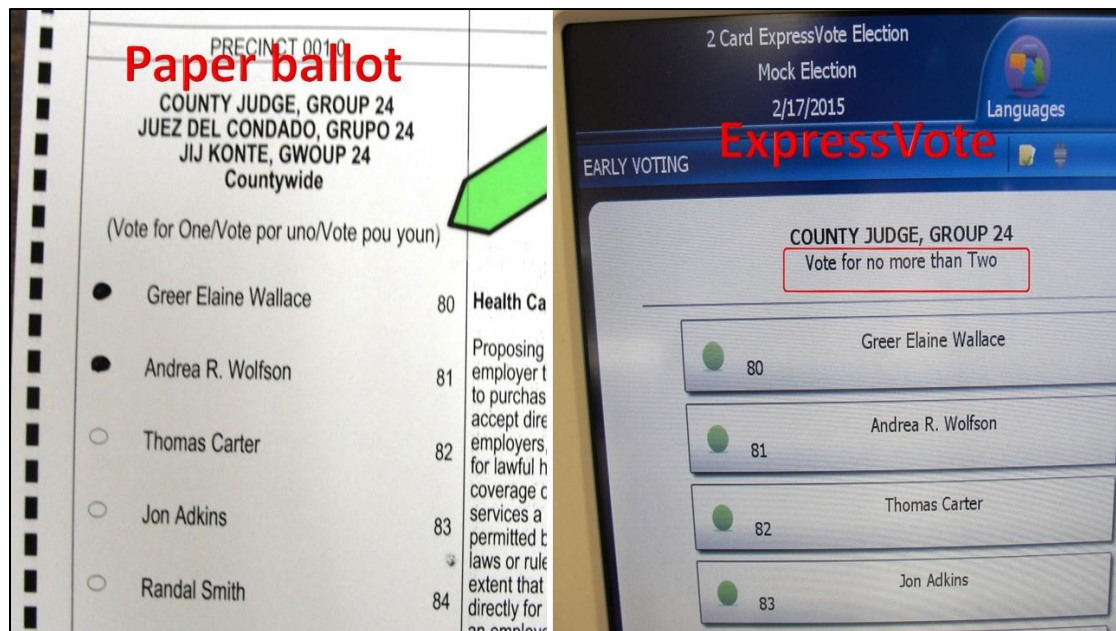 PRECINCT 001.0
Paper ballot
COUNTY JUDGE, GROUP 24
JUEZ DEL CONDADO, GRUPO 24
JIJ KONTE, GWOUP 24
Countywide
(Vote for One/Vote por uno/Vote pou youn)
Greer Elaine Wallace 80
Andrea R. Wolfson 81
Thomas Carter 82
Jon Adkins 83
Randal Smith 84
Health Ca
Proposing
employer t
to purchas
accept dire
employers,
for lawful h
coverage o
services a
permitted b
laws or rule
extent that
directly for
an employe
2 Card ExpressVote Election
Mock Election
2/17/2015
Languages
ExpressVote
EARLY VOTING
COUNTY JUDGE, GROUP 24
Vote for no more than Two
Greer Elaine Wallace
80
Andrea R. Wolfson
81
Thomas Carter
82
Jon Adkins
83